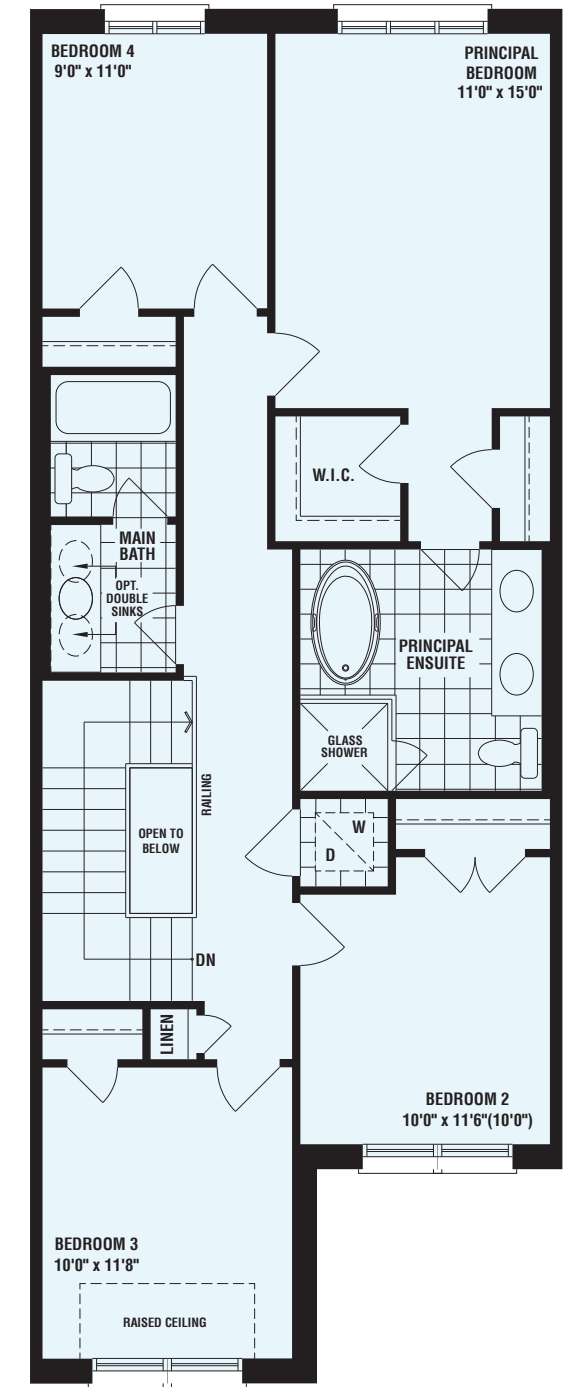 BEDROOM 4
9'0" x 11'0"
PRINCIPAL
BEDROOM
11'0" x 15'0"
W.I.C.
MAIN
BATH
OPT.
DOUBLE
SINKS
PRINCIPAL
ENSUITE
GLASS
SHOWER
RAILING
OPEN TO
BELOW
W
D
DN
LINEN
BEDROOM 2
10'0" x 11'6"(10'0")
BEDROOM 3
10'0" x 11'8"
RAISED CEILING